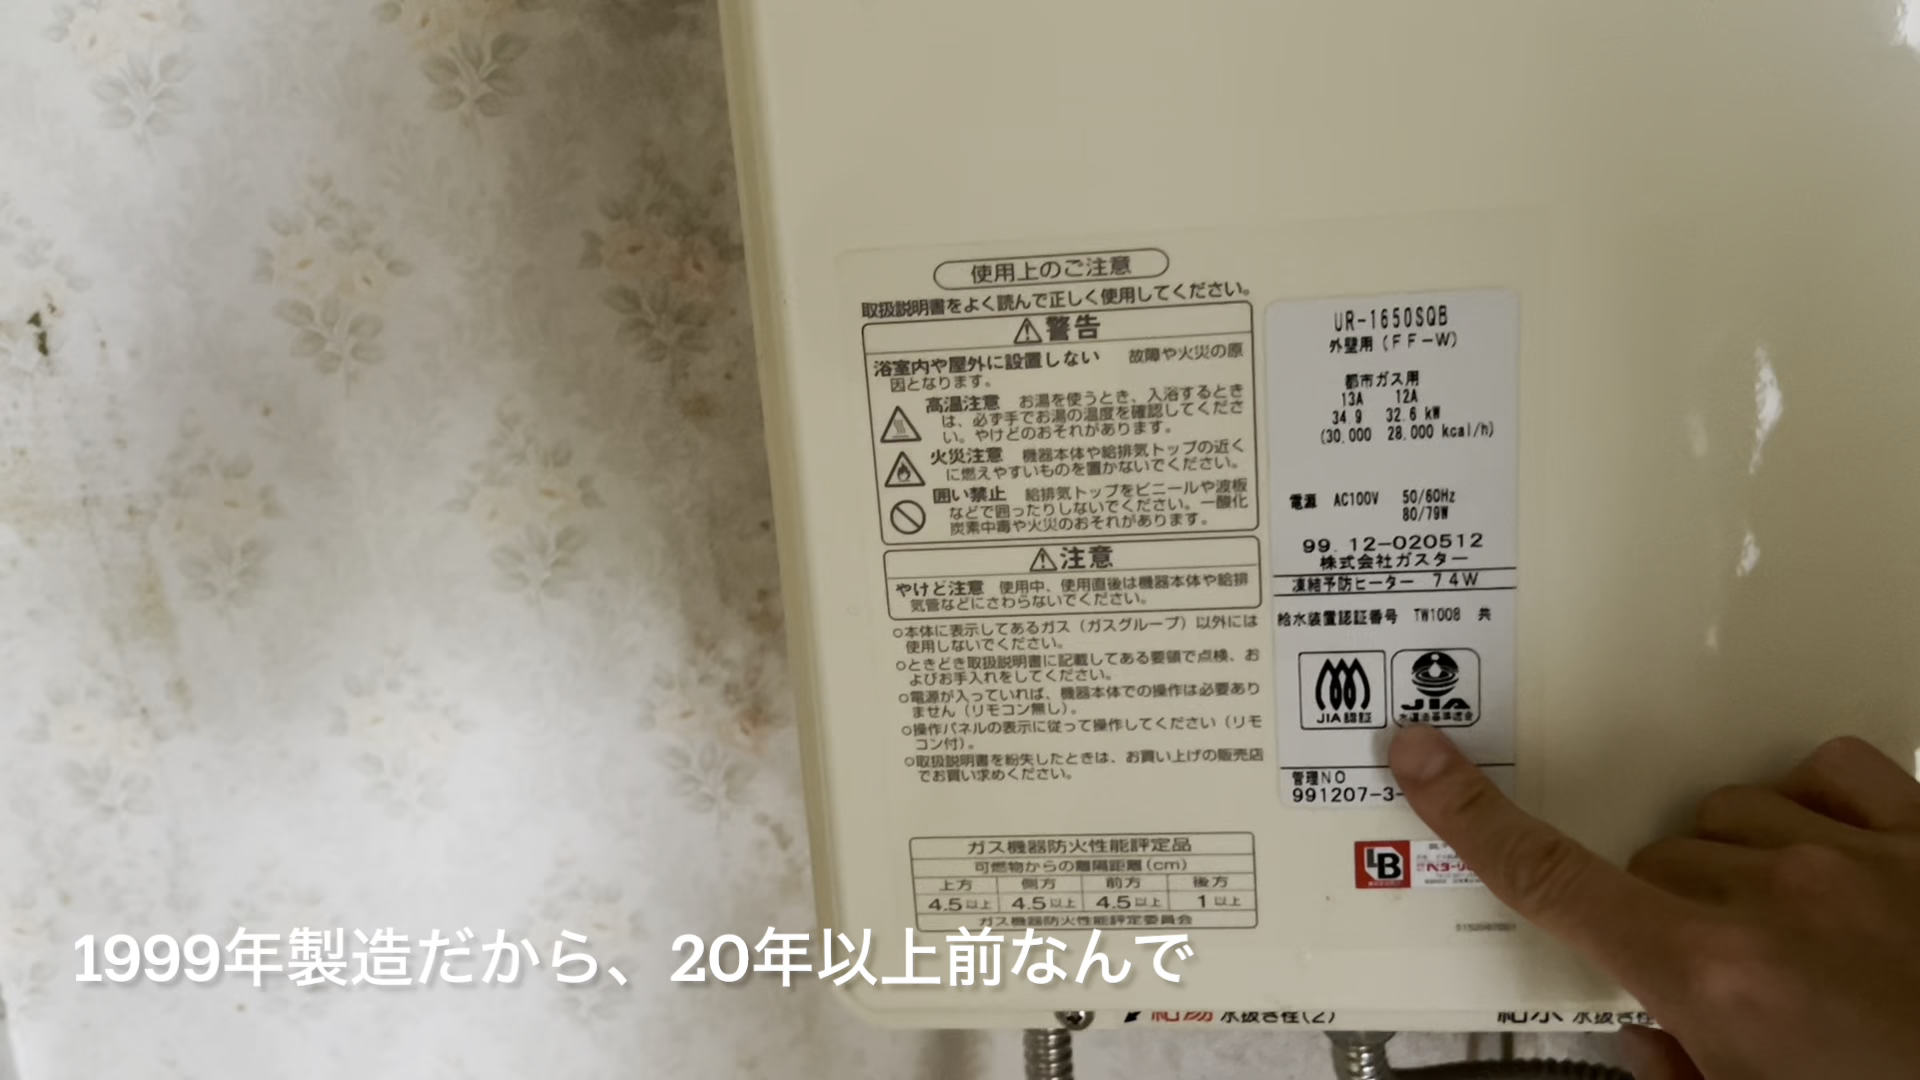 使用上のご注意
取扱説明書をよく読んで正しく使用してください。
⚠警告
浴室内や屋外に設置しない 故障や火災の原
因となります。
高温注意 お湯を使うとき、入浴するとき
は、必ず手でお湯の温度を確認してくださ
い。やけどのおそれがあります。
火災注意 機器本体や給排気トップの近く
に燃えやすいものを置かないでください。
囲い禁止 給排気トップをビニールや波板
などで囲ったりしないでください。一酸化
炭素中毒や火災のおそれがあります。
⚠注意
やけど注意 使用中、使用直後は機器本体や給排
気管などにさわらないでください。
○本体に表示してあるガス（ガスグループ）以外には
使用しないでください。
○ときどき取扱説明書に記載してある要領で点検、お
よびお手入れをしてください。
○電源が入っていれば、機器本体での操作は必要あり
ません（リモコン無し）。
○操作パネルの表示に従って操作してください（リモ
コン付）。
○取扱説明書を紛失したときは、お買い上げの販売店
でお買い求めください。
ガス機器防火性能評定品
可燃物からの離隔距離(cm)
上方 側方 前方 後方
4.5以上 4.5以上 4.5以上 1以上
ガス機器防火性能評定委員会
UR-1650SQB
外壁用（FF-W）
都市ガス用
13A 12A
34.9 32.6 kW
(30,000 28,000 kcal/h)
電源 AC100V 50/60Hz
80/79W
99.12-020512
株式会社ガスター
凍結予防ヒーター 74W
給水装置認証番号 TW1008 共
JIA認証
JIA
水道法基準適合
管理NO
991207-3-
BL
給湯 水抜き栓(2)
給水 水抜き栓
1999年製造だから、20年以上前なんで